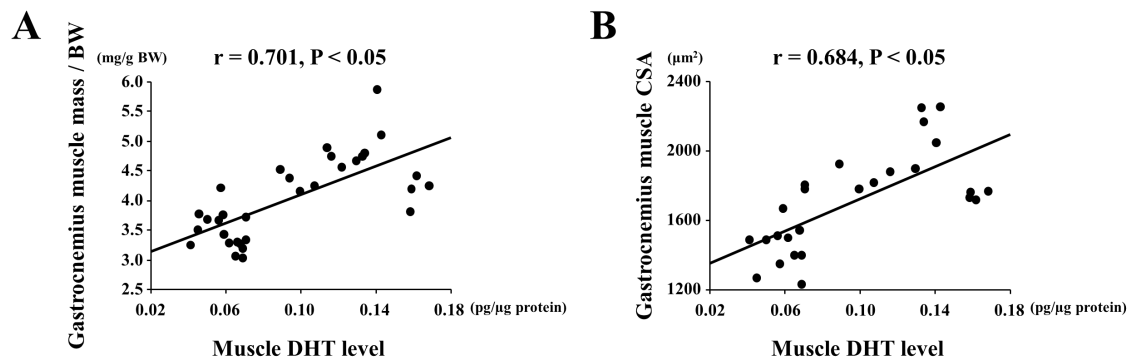 A
Gastrocnemius muscle mass / BW
(mg/g BW)
r = 0.701, P < 0.05
6.0
5.5
5.0
4.5
4.0
3.5
3.0
2.5
0.02
0.06
0.10
0.14
0.18
(pg/µg protein)
Muscle DHT level
B
Gastrocnemius muscle CSA
(µm²)
r = 0.684, P < 0.05
2400
2000
1600
1200
0.02
0.06
0.10
0.14
0.18
(pg/µg protein)
Muscle DHT level